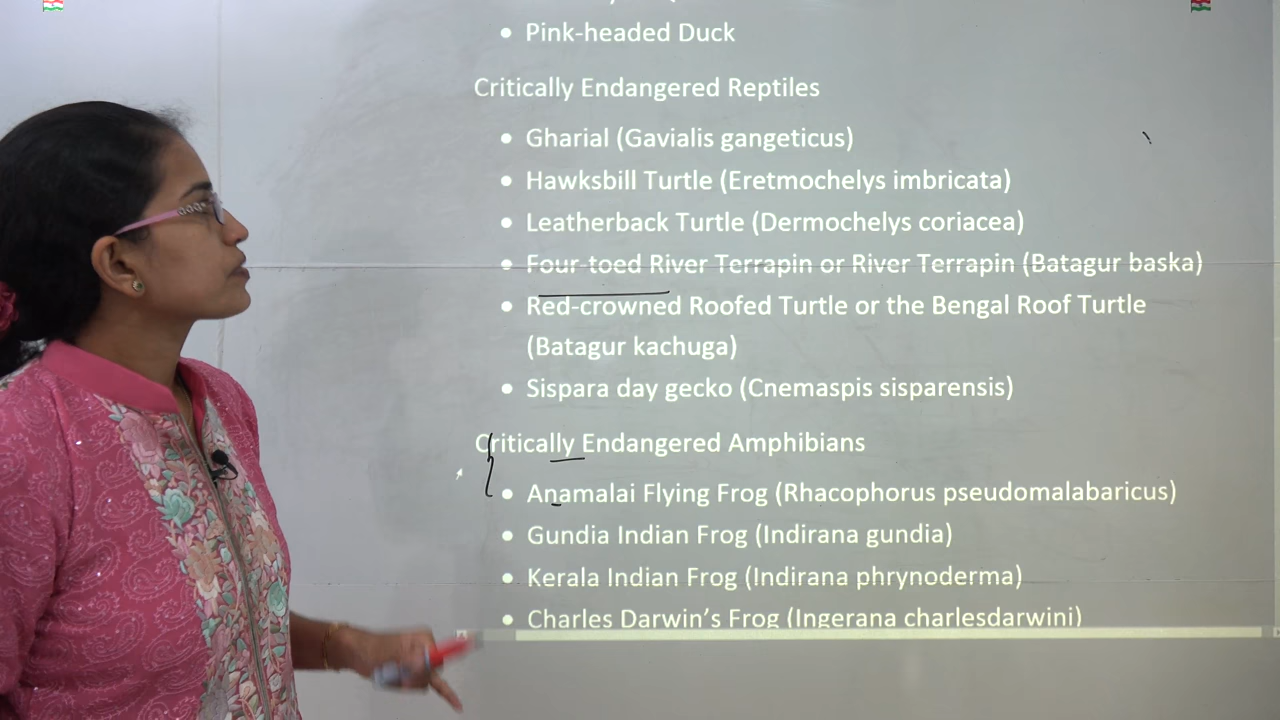 Pink-headed Duck
Critically Endangered Reptiles
Gharial (Gavialis gangeticus)
Hawksbill Turtle (Eretmochelys imbricata)
Leatherback Turtle (Dermochelys coriacea)
Four-toed River Terrapin or River Terrapin (Batagur baska)
Red-crowned Roofed Turtle or the Bengal Roof Turtle
(Batagur kachuga)
Sispara day gecko (Cnemaspis sisparensis)
Critically Endangered Amphibians
Anamalai Flying Frog (Rhacophorus pseudomalabaricus)
Gundia Indian Frog (Indirana gundia)
Kerala Indian Frog (Indirana phrynoderma)
Charles Darwin’s Frog (Ingerana charlesdarwini)